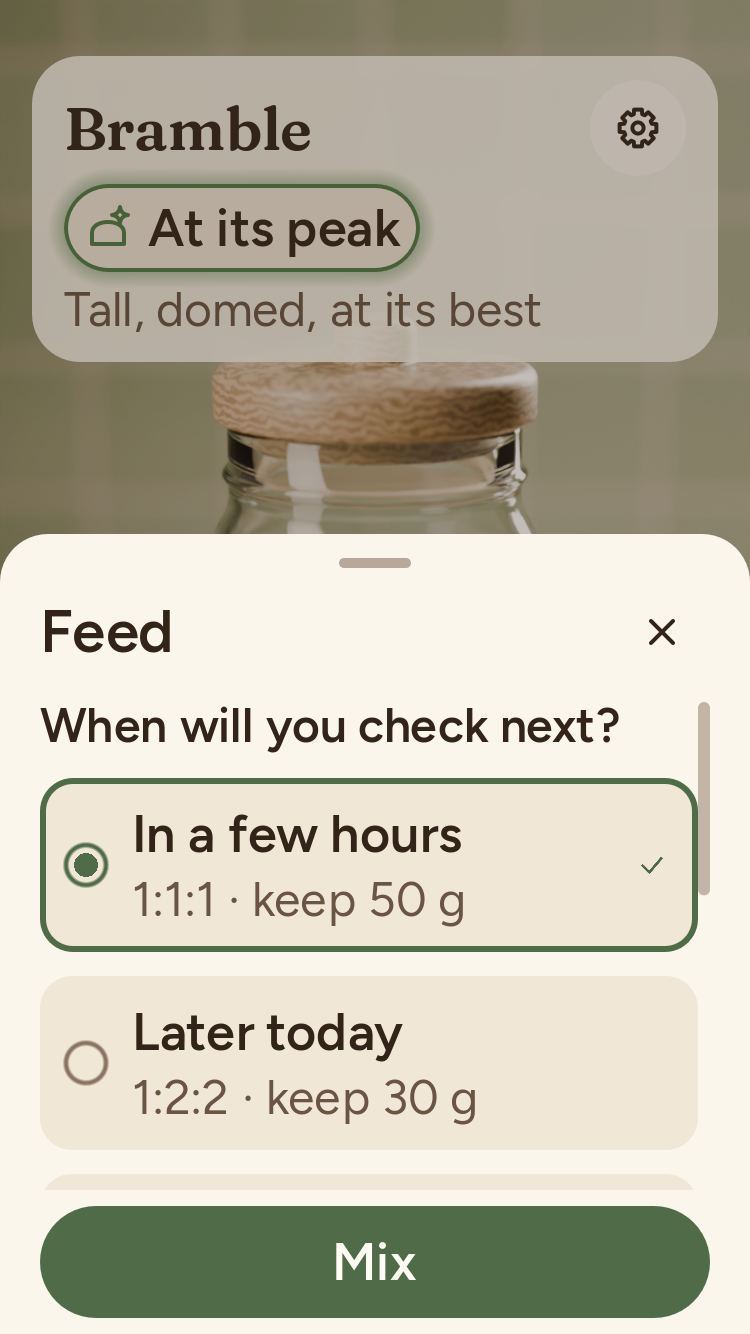 Bramble
At its peak
Tall, domed, at its best
Feed
When will you check next?
In a few hours
1:1:1 · keep 50 g
Later today
1:2:2 · keep 30 g
Mix